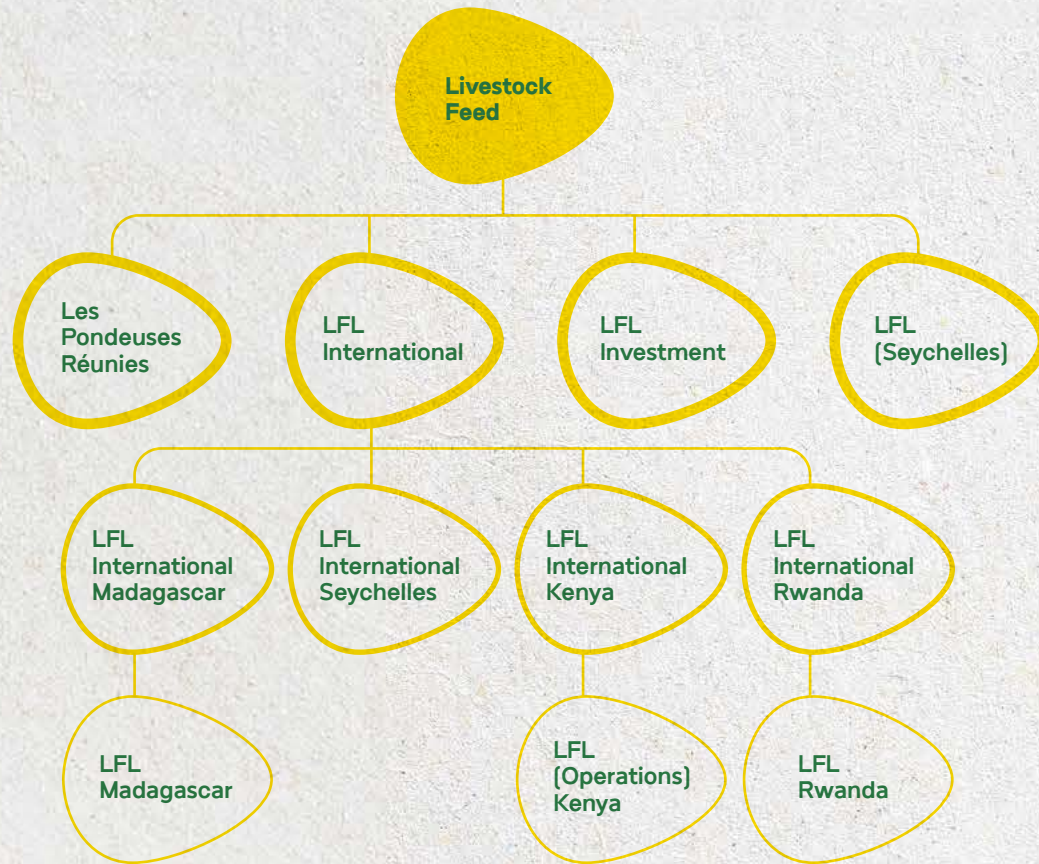 Livestock
Feed
Les
Pondeuses
Réunies
LFL
International
LFL
Investment
LFL
(Seychelles)
LFL
International
Madagascar
LFL
International
Seychelles
LFL
International
Kenya
LFL
International
Rwanda
LFL
Madagascar
LFL
(Operations)
Kenya
LFL
Rwanda